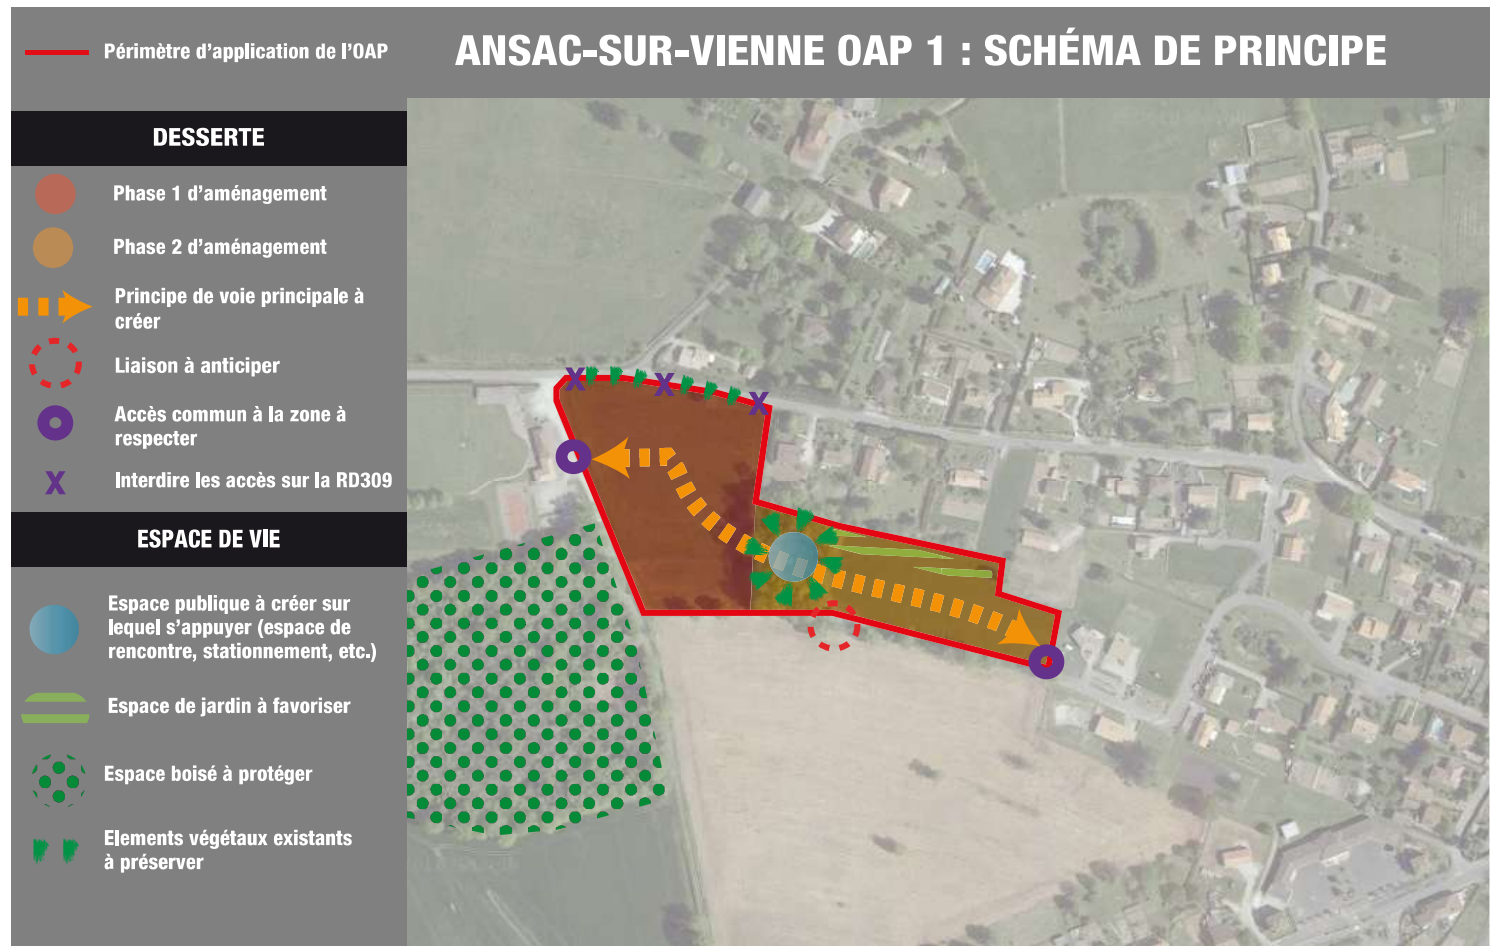 Périmètre d'application de l'OAP
ANSAC-SUR-VIENNE OAP 1 : SCHÉMA DE PRINCIPE
DESSERTE
Phase 1 d'aménagement
Phase 2 d'aménagement
Principe de voie principale à
créer
Liaison à anticiper
Accès commun à la zone à
respecter
X Interdire les accès sur la RD309
ESPACE DE VIE
Espace publique à créer sur
lequel s'appuyer (espace de
rencontre, stationnement, etc.)
Espace de jardin à favoriser
Espace boisé à protéger
Elements végétaux existants
à préserver
X X X